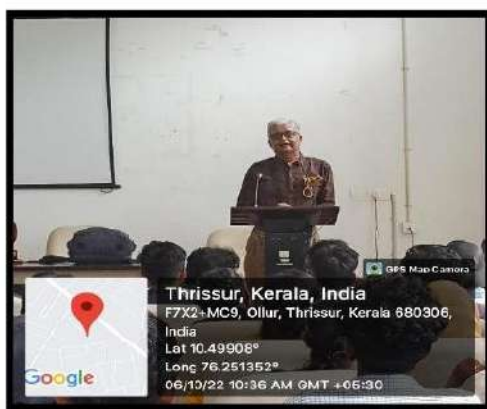 GPS Map Camera
Thrissur, Kerala, India
F7X2+MC9, Ollur, Thrissur, Kerala 680306,
India
Lat 10.49908°
Long 76.251352°
06/10/22 10:36 AM GMT +05:30
Google